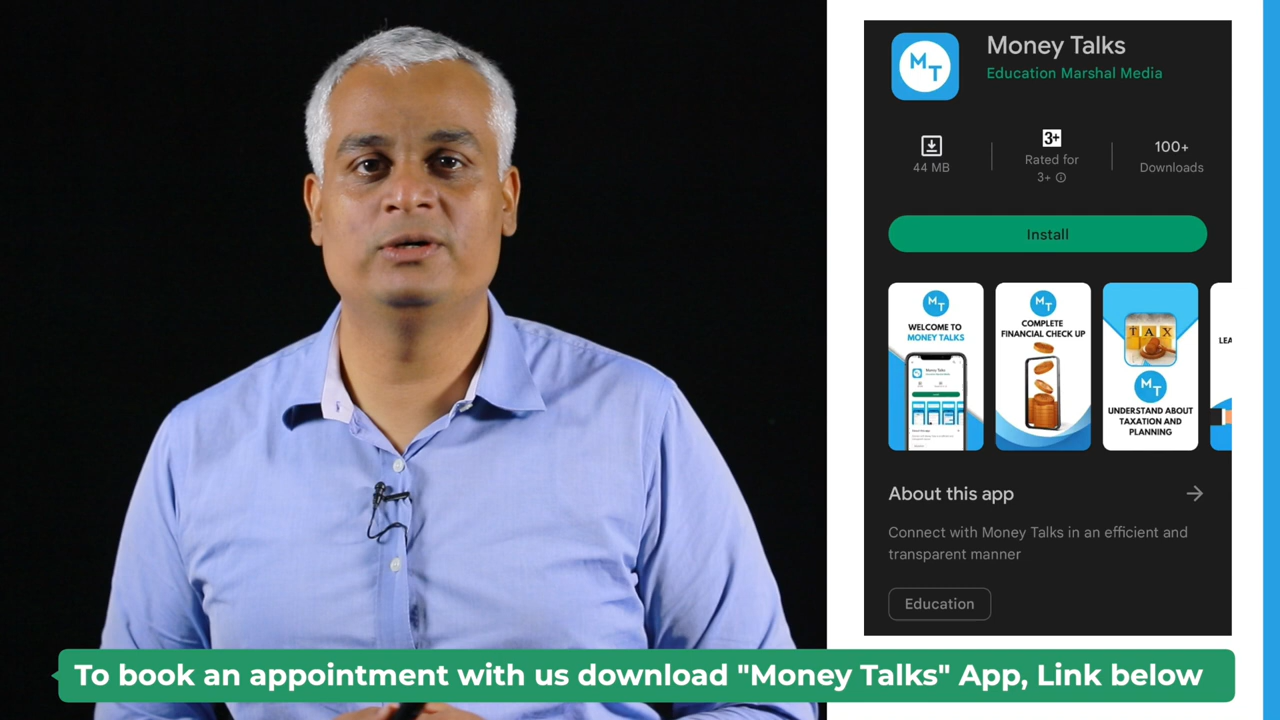 Money Talks
Education Marshal Media
3+
100+
44 MB
Rated for
3+
Downloads
Install
MT
WELCOME TO
MONEY TALKS
MT
COMPLETE
FINANCIAL CHECK UP
TAX
MT
UNDERSTAND ABOUT
TAXATION AND
PLANNING
LEA
About this app
Connect with Money Talks in an efficient and
transparent manner
Education
To book an appointment with us download "Money Talks" App, Link below